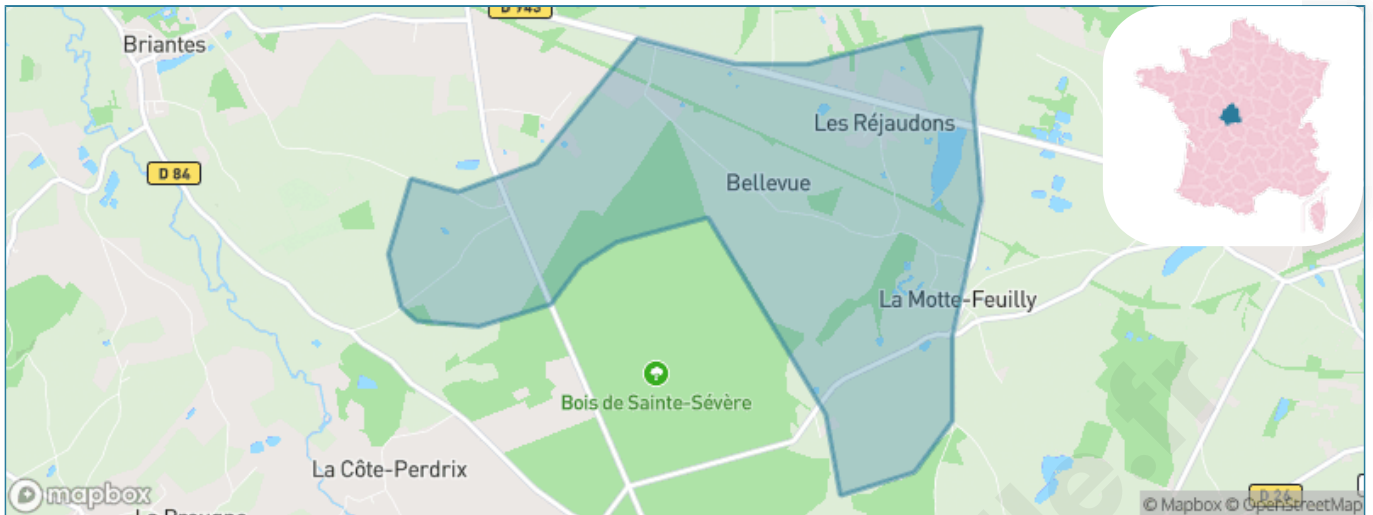 D 943
Briantes
Les Réjaudons
D 84
Bellevue
La Motte-Feuilly
Bois de Sainte-Sévère
La Côte-Perdrix
mapbox
D 26
© Mapbox © OpenStreetMap